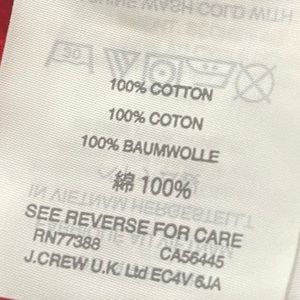 100% COTTON
100% COTON
100% BAUMWOLLE
綿 100%
SEE REVERSE FOR CARE
RN77388 CA56445
J.CREW U.K. Ltd EC4V 6JA